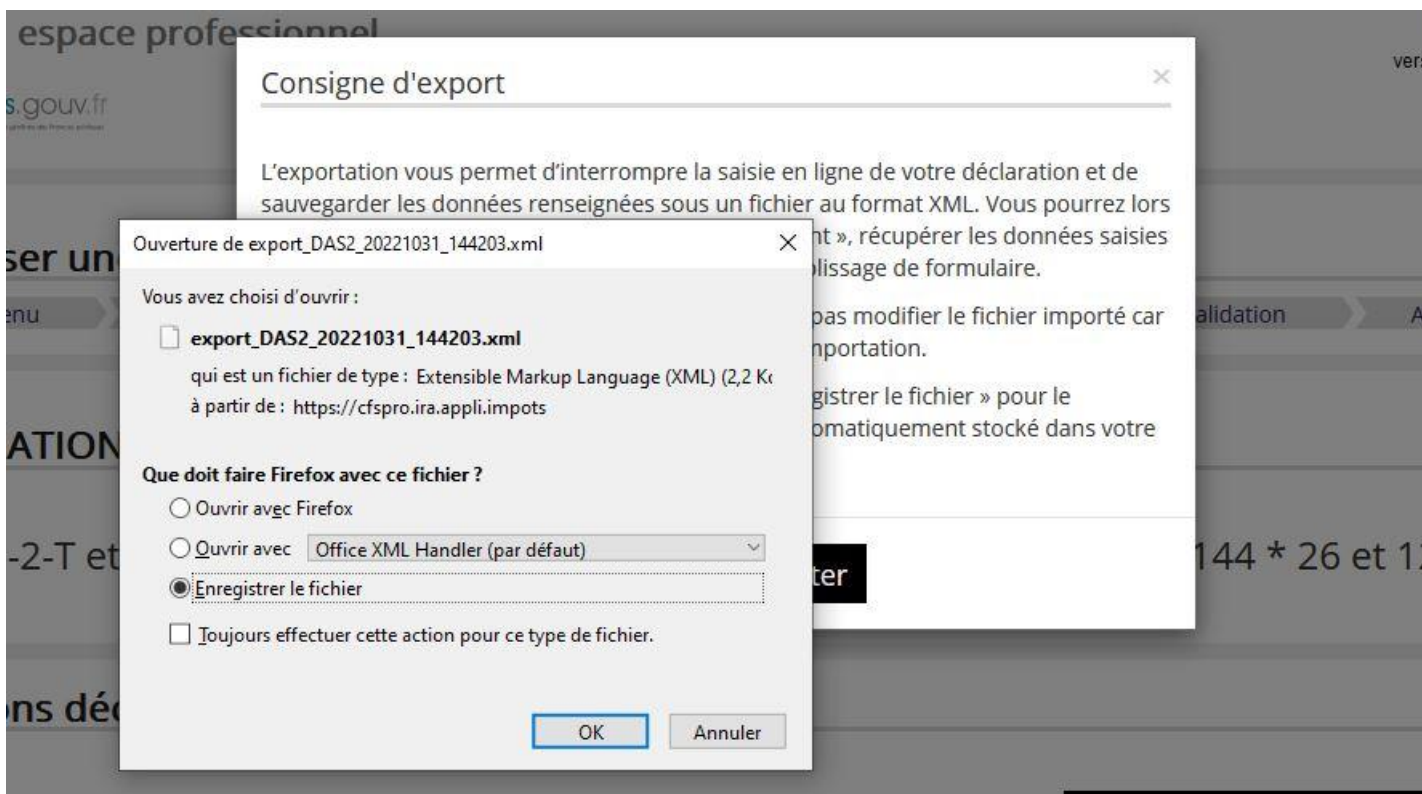 espace professionnel
vers
s.gouv.fr
Consigne d'export
×
L'exportation vous permet d'interrompre la saisie en ligne de votre déclaration et de
sauvegarder les données renseignées sous un fichier au format XML. Vous pourrez lors
nt », récupérer les données saisies
plissage de formulaire.
pas modifier le fichier importé car
mportation.
gistrer le fichier » pour le
omatiquement stocké dans votre
ter
Ouverture de export_DAS2_20221031_144203.xml
Vous avez choisi d'ouvrir :
export_DAS2_20221031_144203.xml
qui est un fichier de type : Extensible Markup Language (XML) (2,2 Ko
à partir de : https://cfspro.ira.appli.impots
Que doit faire Firefox avec ce fichier ?
Ouvrir avec Firefox
Ouvrir avec Office XML Handler (par défaut)
Enregistrer le fichier
Toujours effectuer cette action pour ce type de fichier.
OK Annuler
ser un
enu
alidation
A
ATION
-2-T et
144 * 26 et 12
ns déc